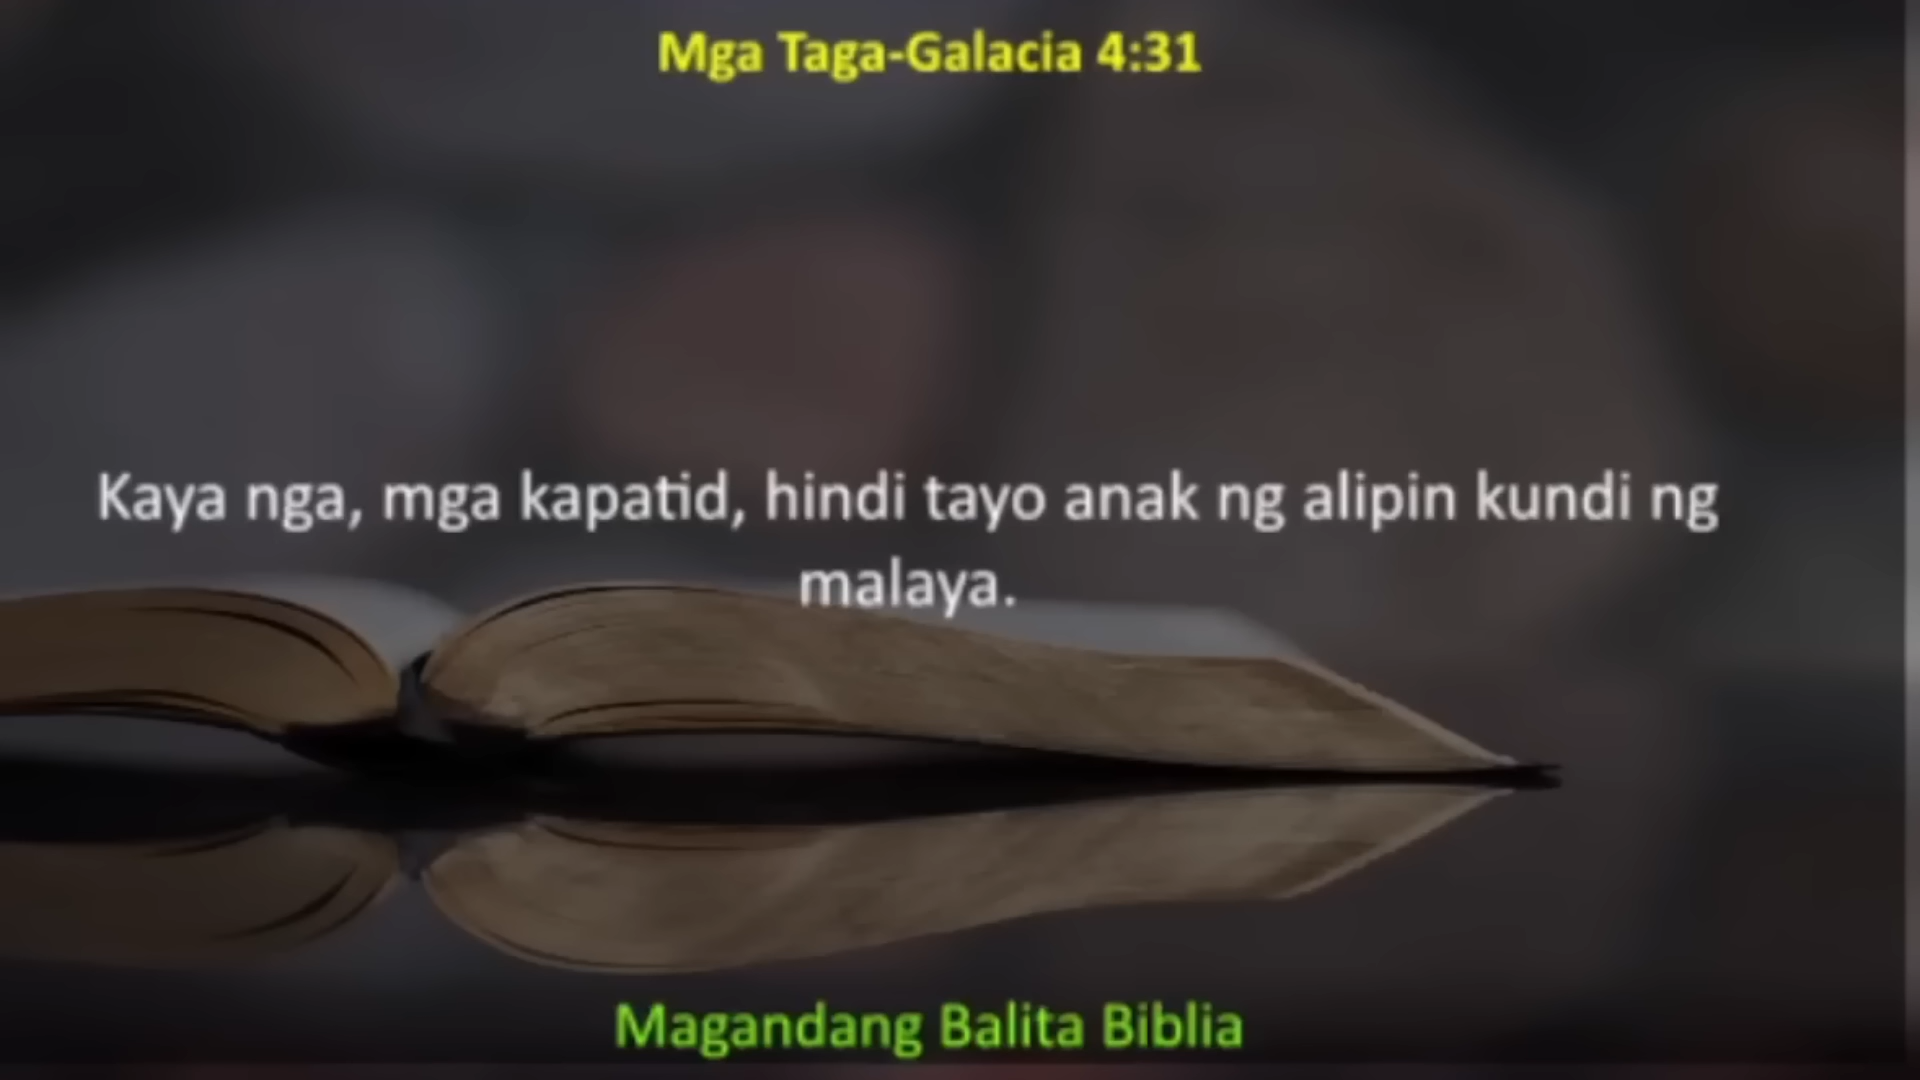 Mga Taga-Galacia 4:31
Kaya nga, mga kapatid, hindi tayo anak ng alipin kundi ng
malaya.
Magandang Balita Biblia